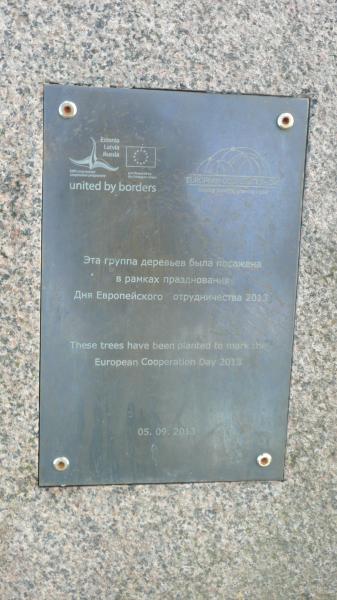 Estonia
Latvia
Russia
united by borders
EUROPEAN
Эта группа деревьев была посажена
в рамках празднования
Дня Европейского отрудничества 2013
These trees have been planted to mark the
European Cooperation Day 2013
05. 09. 2013